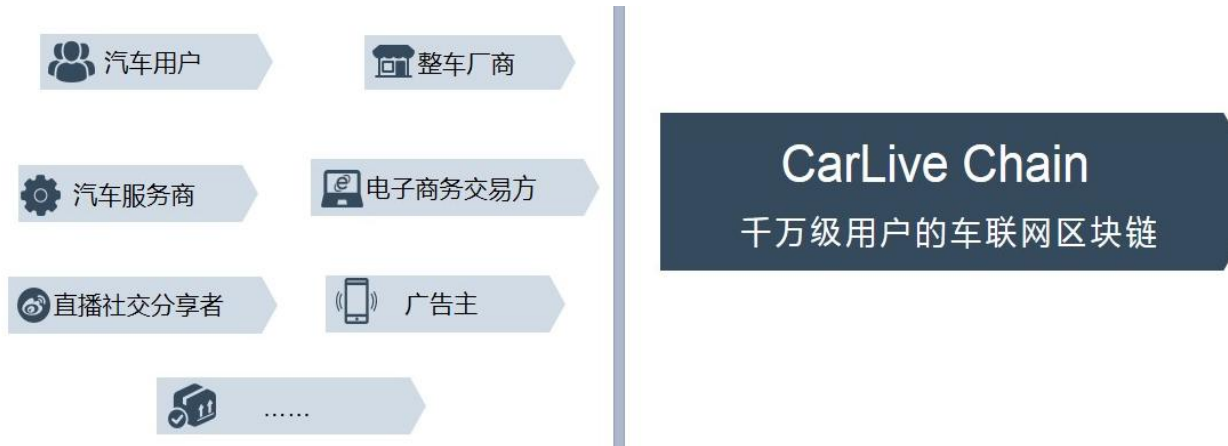 汽车用户
整车厂商
汽车服务商
电子商务交易方
直播社交分享者
广告主
……
CarLive Chain
千万级用户的车联网区块链